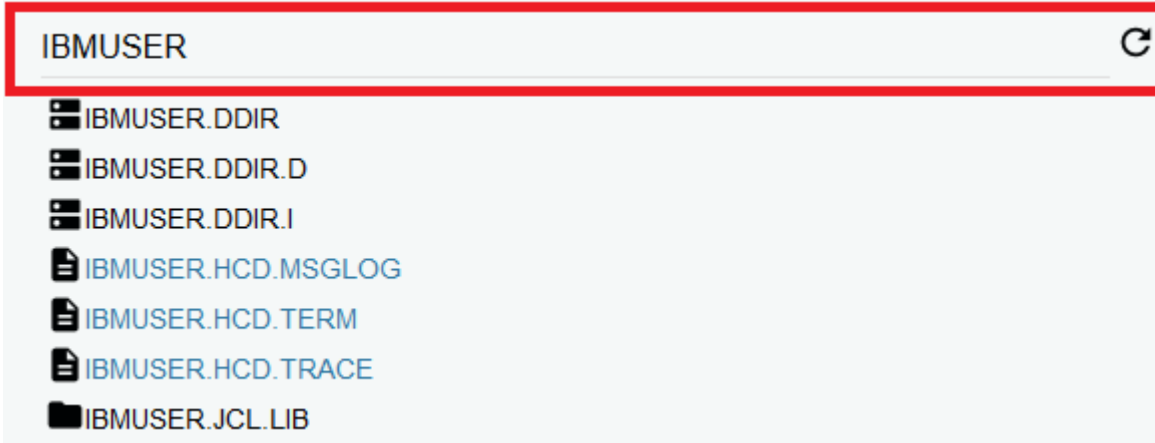 IBMUSER
IBMUSER.DDIR
IBMUSER.DDIR.D
IBMUSER.DDIR.I
IBMUSER.HCD.MSGLOG
IBMUSER.HCD.TERM
IBMUSER.HCD.TRACE
IBMUSER.JCL.LIB